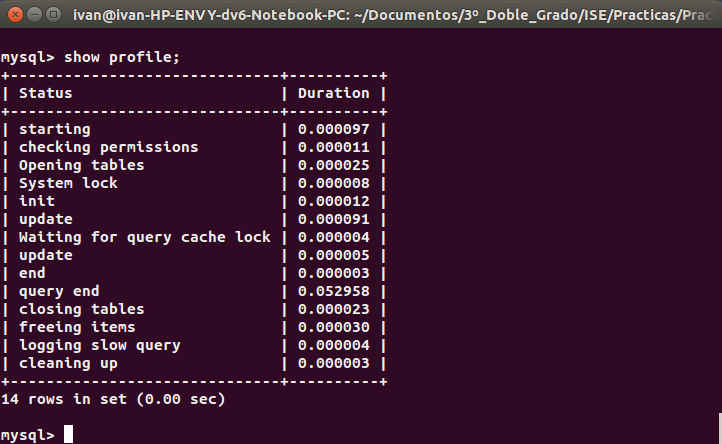 ivan@ivan-HP-ENVY-dv6-Notebook-PC: ~/Documentos/3º_Doble_Grado/ISE/Practicas/Prac
mysql> show profile;
+------------------------------+----------+
| Status                       | Duration |
+------------------------------+----------+
| starting                     | 0.000097 |
| checking permissions         | 0.000011 |
| Opening tables               | 0.000025 |
| System lock                  | 0.000008 |
| init                         | 0.000012 |
| update                       | 0.000091 |
| Waiting for query cache lock | 0.000004 |
| update                       | 0.000005 |
| end                          | 0.000003 |
| query end                    | 0.052958 |
| closing tables               | 0.000023 |
| freeing items                | 0.000030 |
| logging slow query           | 0.000004 |
| cleaning up                  | 0.000003 |
+------------------------------+----------+
14 rows in set (0.00 sec)
mysql>